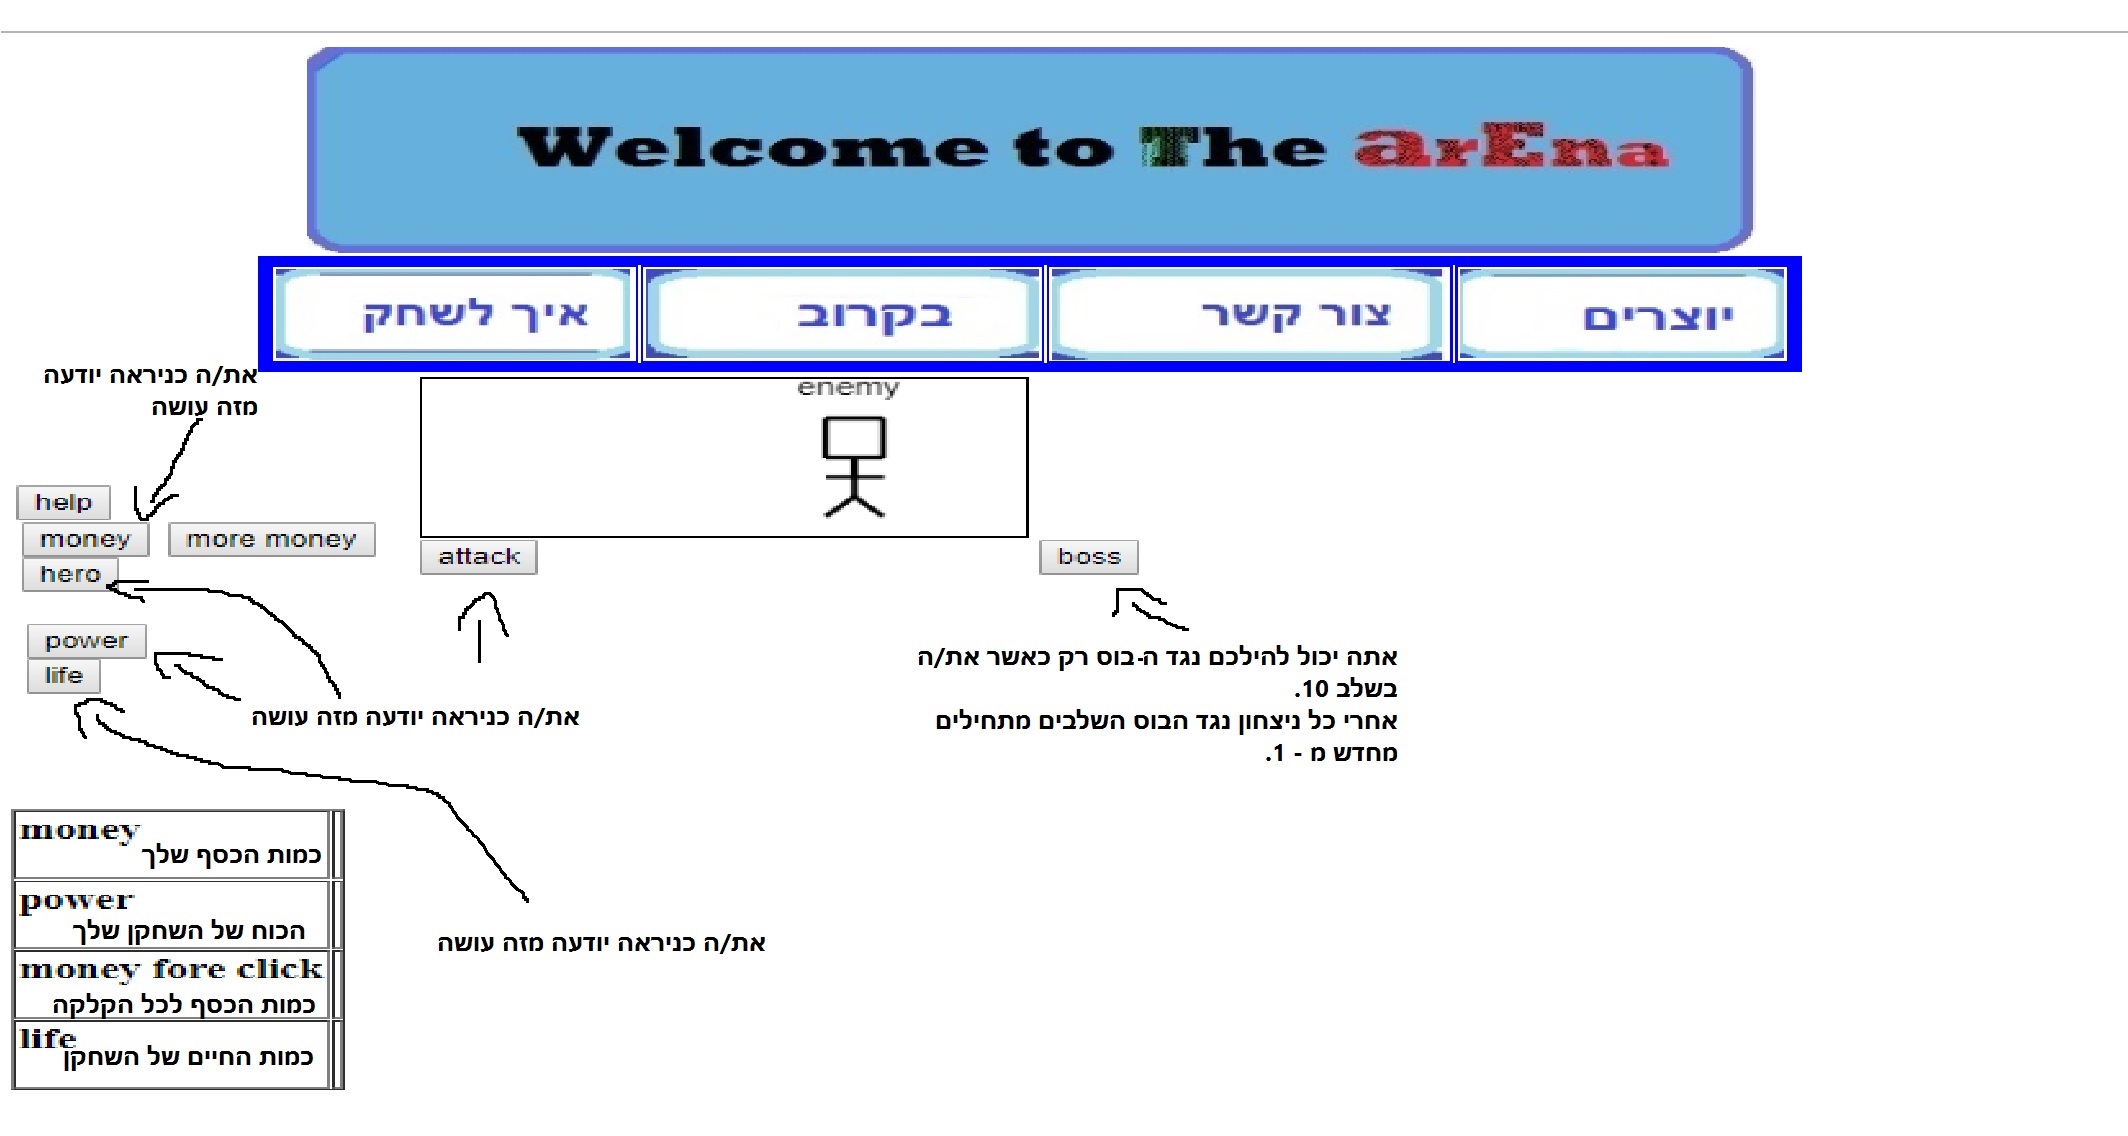 Welcome to The arEna
יוצרים
צור קשר
בקרוב
איך לשחק
את/ה כניראה יודעה
מזה עושה
enemy
help
money
more money
hero
attack
boss
power
life
את/ה כניראה יודעה מזה עושה
אתה יכול להילכם נגד ה-בוס רק כאשר את/ה
בשלב 10.
אחרי כל ניצחון נגד הבוס השלבים מתחילים
מחדש מ - 1.
money
כמות הכסף שלך
power
הכוח של השחקן שלך
money fore click
כמות הכסף לכל הקלקה
life
כמות החיים של השחקן
את/ה כניראה יודעה מזה עושה